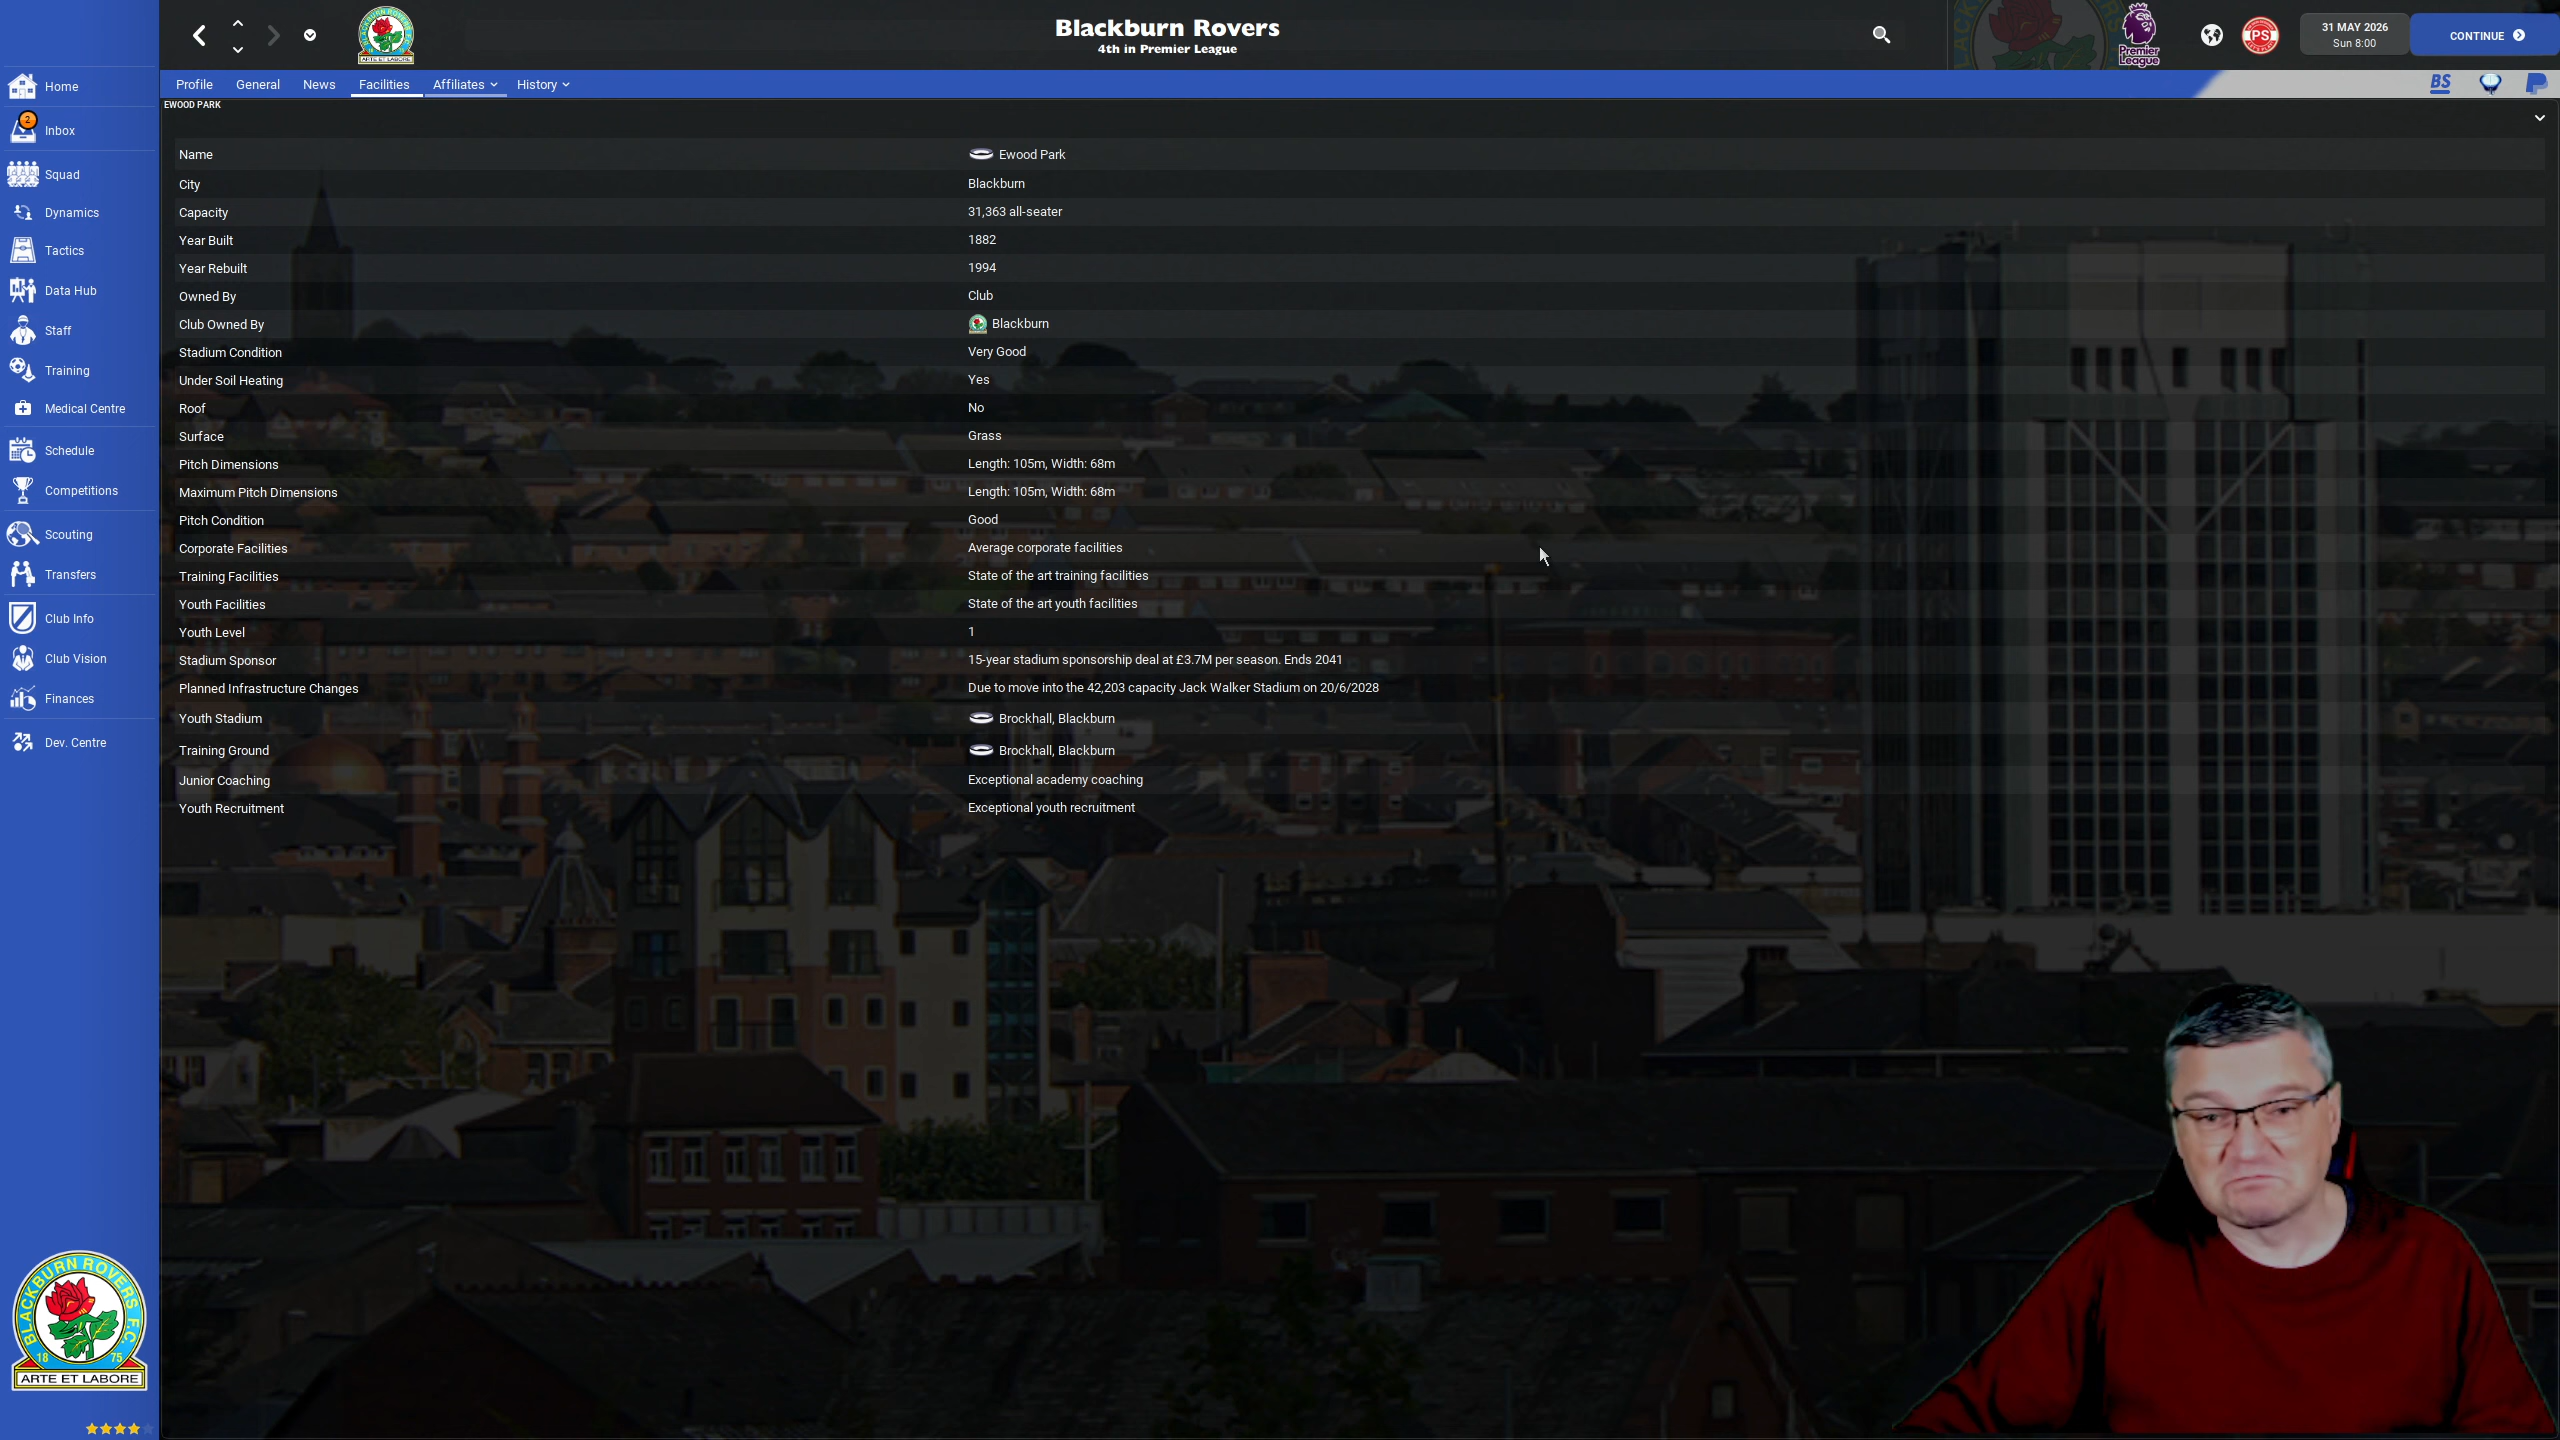 Blackburn Rovers
4th in Premier League
Premier League
PS
31 MAY 2026
Sun 8:00
CONTINUE
Profile General News Facilities Affiliates History
BS
EWOOD PARK
Home
2
Inbox
Squad
Dynamics
Tactics
Data Hub
Staff
Training
Medical Centre
Schedule
Competitions
Scouting
Transfers
Club Info
Club Vision
Finances
Dev. Centre
Name Ewood Park
City Blackburn
Capacity 31,363 all-seater
Year Built 1882
Year Rebuilt 1994
Owned By Club
Club Owned By Blackburn
Stadium Condition Very Good
Under Soil Heating Yes
Roof No
Surface Grass
Pitch Dimensions Length: 105m, Width: 68m
Maximum Pitch Dimensions Length: 105m, Width: 68m
Pitch Condition Good
Corporate Facilities Average corporate facilities
Training Facilities State of the art training facilities
Youth Facilities State of the art youth facilities
Youth Level 1
Stadium Sponsor 15-year stadium sponsorship deal at £3.7M per season. Ends 2041
Planned Infrastructure Changes Due to move into the 42,203 capacity Jack Walker Stadium on 20/6/2028
Youth Stadium Brockhall, Blackburn
Training Ground Brockhall, Blackburn
Junior Coaching Exceptional academy coaching
Youth Recruitment Exceptional youth recruitment
BLACKBURN ROVERS F.C.
18 75
ARTE ET LABORE